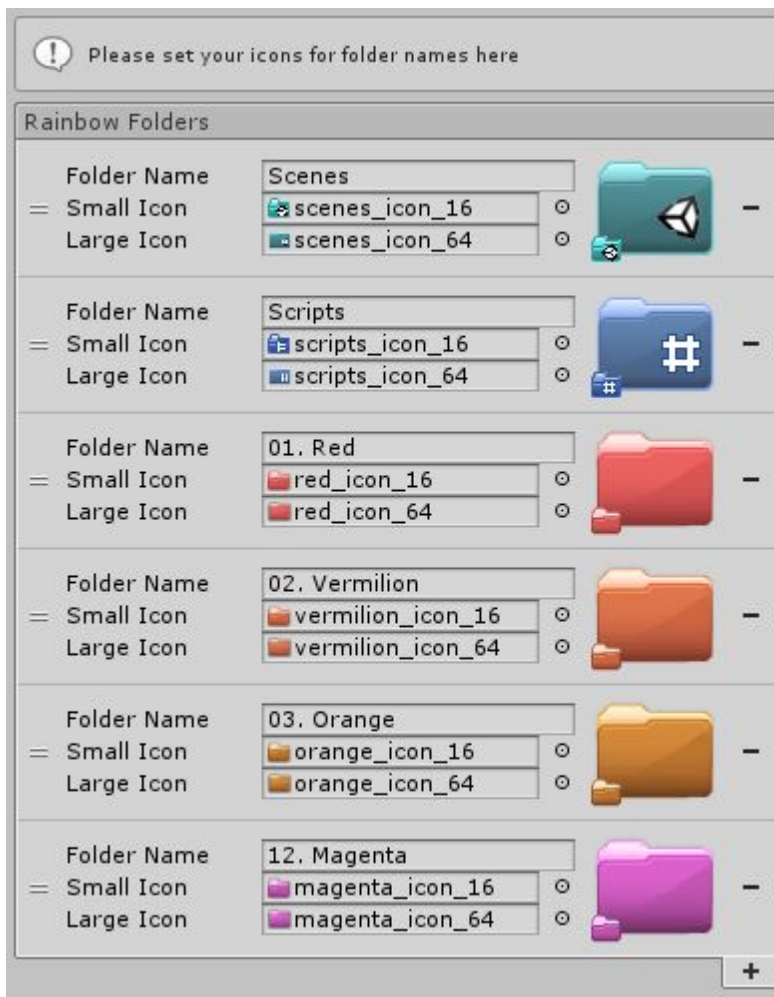 Please set your icons for folder names here
Rainbow Folders
Folder Name Scenes
Small Icon scenes_icon_16
Large Icon scenes_icon_64
Folder Name Scripts
Small Icon scripts_icon_16
Large Icon scripts_icon_64
Folder Name 01. Red
Small Icon red_icon_16
Large Icon red_icon_64
Folder Name 02. Vermilion
Small Icon vermilion_icon_16
Large Icon vermilion_icon_64
Folder Name 03. Orange
Small Icon orange_icon_16
Large Icon orange_icon_64
Folder Name 12. Magenta
Small Icon magenta_icon_16
Large Icon magenta_icon_64